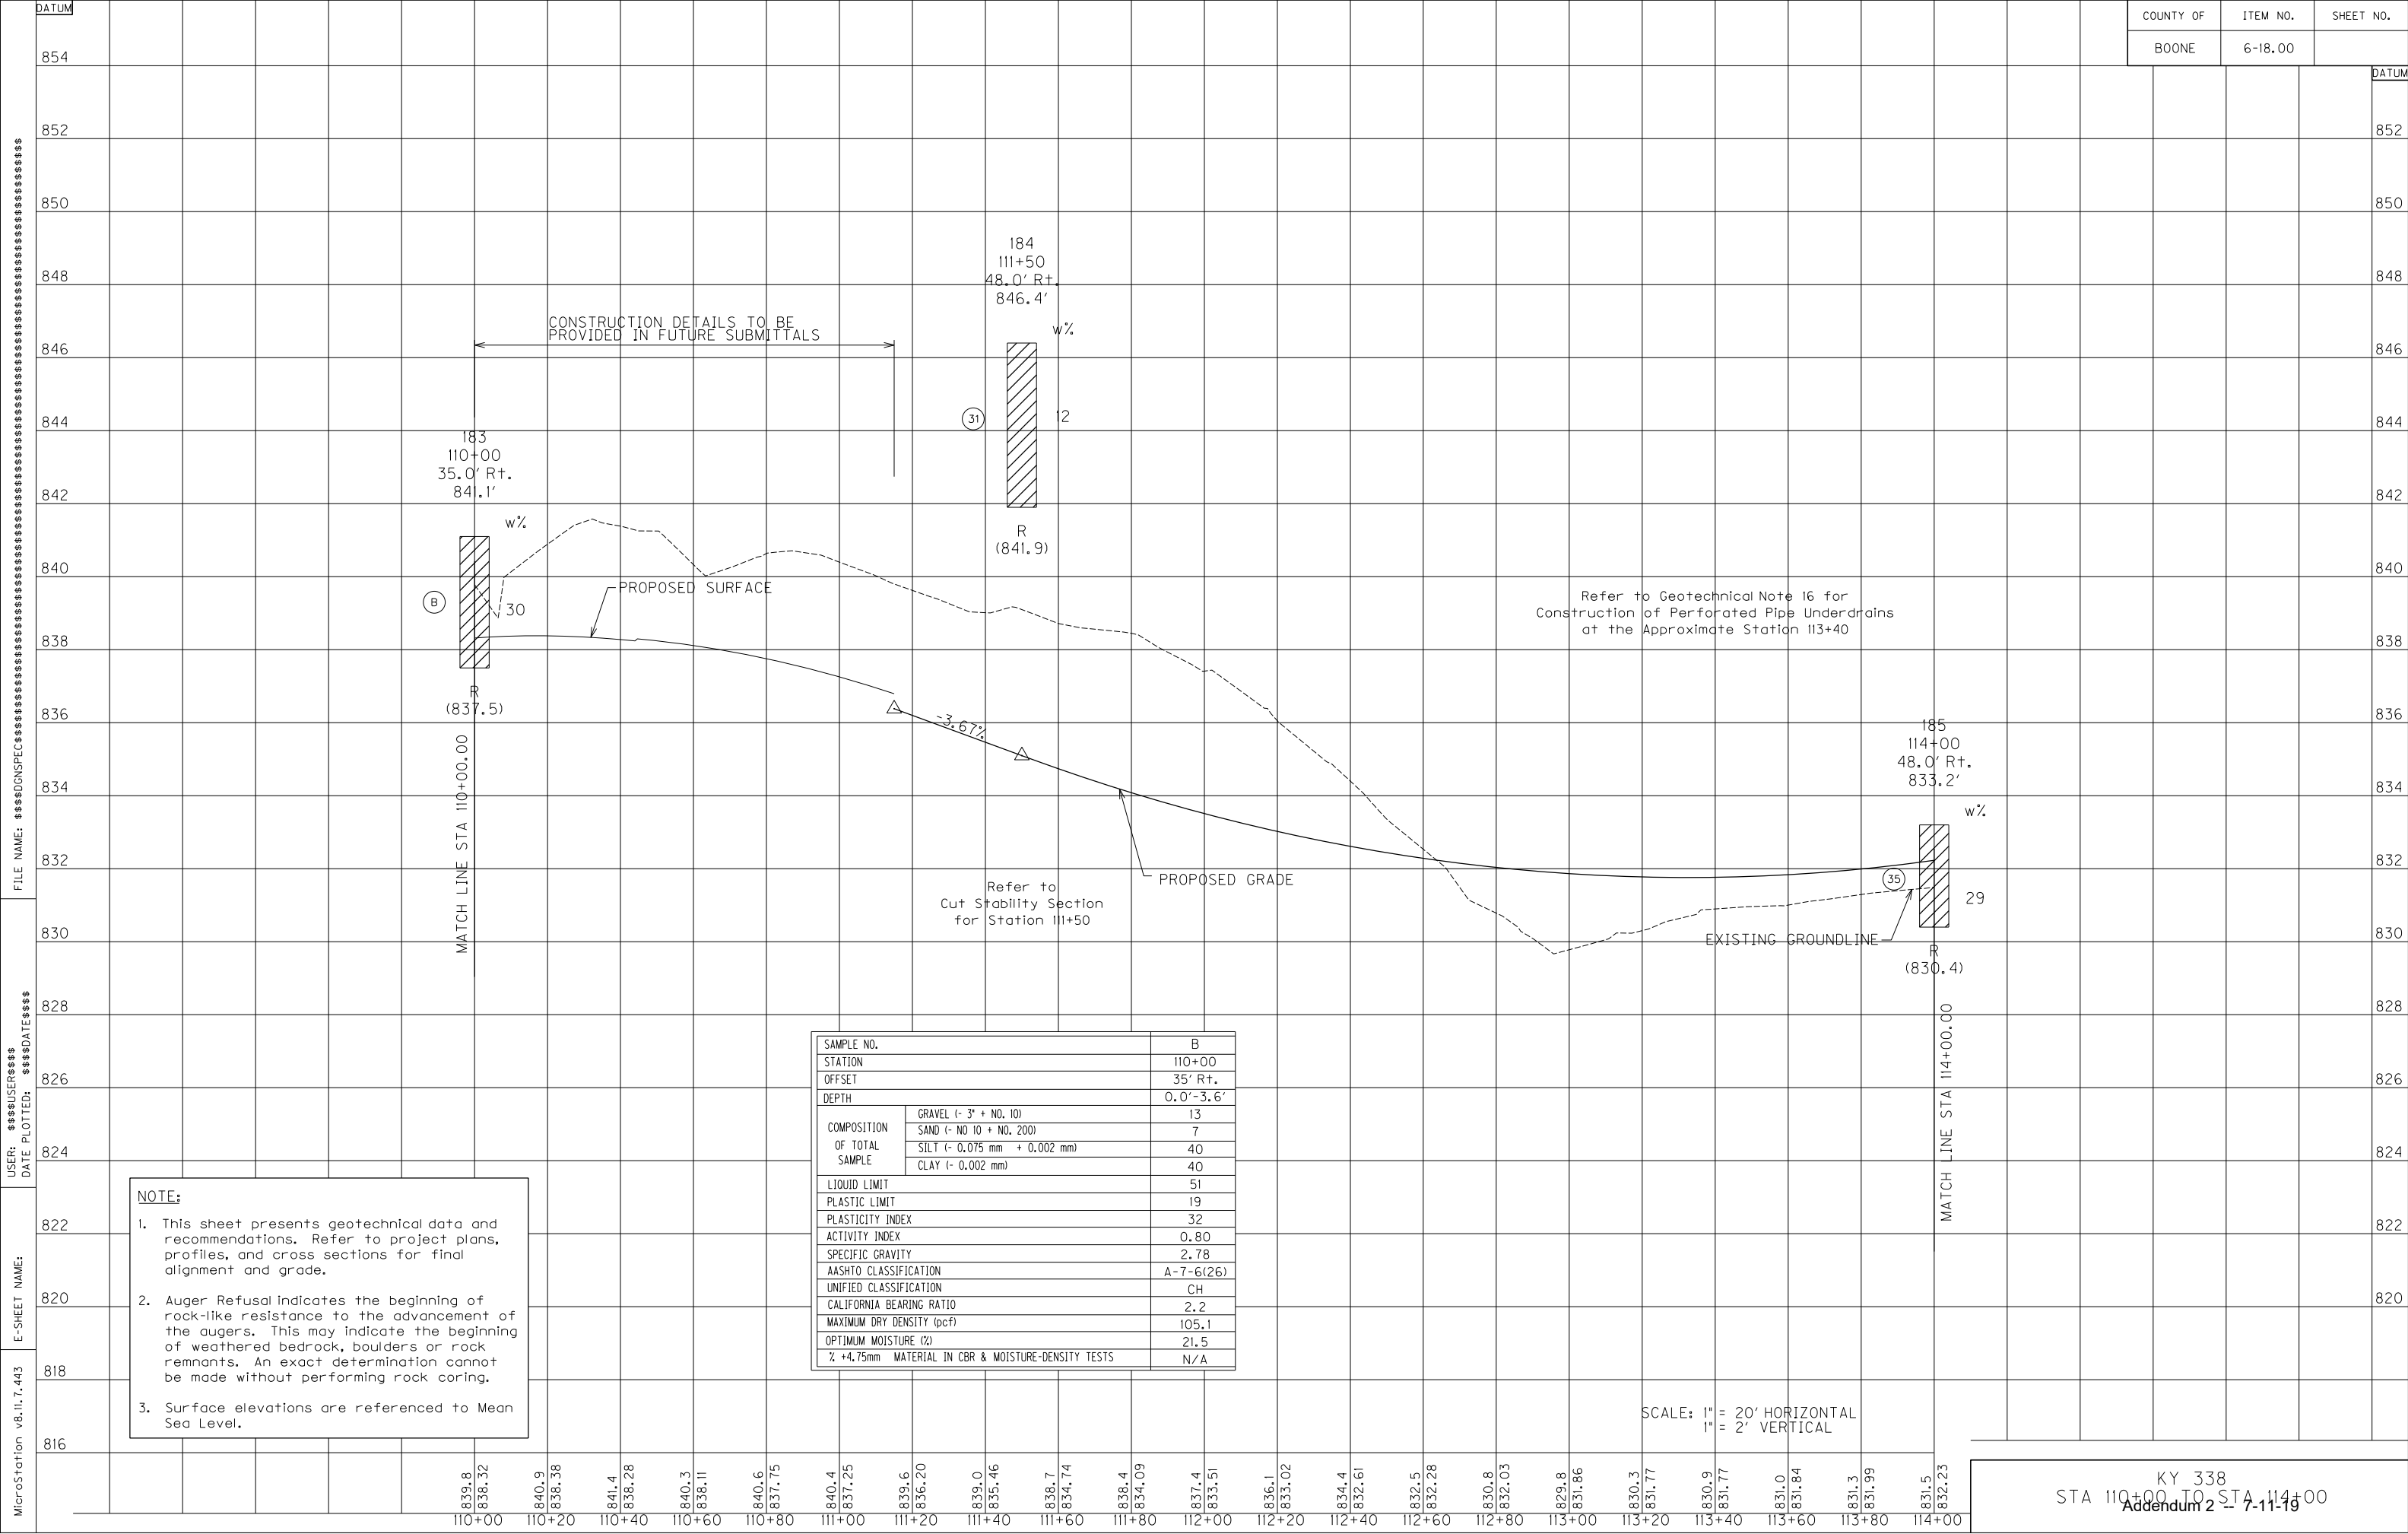 DATUM
COUNTY OF ITEM NO. SHEET NO.
BOONE 6-18.00
DATUM
854
852 852
850 850
848 848
846 846
844 844
842 842
840 840
838 838
836 836
834 834
832 832
830 830
828 828
826 826
824 824
822 822
820 820
818
816
184
111+50
48.0' Rt.
846.4'
w%
12
31
R
(841.9)
CONSTRUCTION DETAILS TO BE
PROVIDED IN FUTURE SUBMITTALS
183
110+00
35.0' Rt.
841.1'
w%
B
30
R
(837.5)
PROPOSED SURFACE
-3.67%
Refer to Geotechnical Note 16 for
Construction of Perforated Pipe Underdrains
at the Approximate Station 113+40
185
114+00
48.0' Rt.
833.2'
w%
35
29
R
(830.4)
PROPOSED GRADE
EXISTING GROUNDLINE
Refer to
Cut Stability Section
for Station 111+50
MATCH LINE STA 110+00.00
MATCH LINE STA 114+00.00
SAMPLE NO. B
STATION 110+00
OFFSET 35' Rt.
DEPTH 0.0'-3.6'
COMPOSITION OF TOTAL SAMPLE
GRAVEL (- 3" + NO. 10) 13
SAND (- NO 10 + NO. 200) 7
SILT (- 0.075 mm + 0.002 mm) 40
CLAY (- 0.002 mm) 40
LIQUID LIMIT 51
PLASTIC LIMIT 19
PLASTICITY INDEX 32
ACTIVITY INDEX 0.80
SPECIFIC GRAVITY 2.78
AASHTO CLASSIFICATION A-7-6(26)
UNIFIED CLASSIFICATION CH
CALIFORNIA BEARING RATIO 2.2
MAXIMUM DRY DENSITY (pcf) 105.1
OPTIMUM MOISTURE (%) 21.5
% +4.75mm MATERIAL IN CBR & MOISTURE-DENSITY TESTS N/A
NOTE:
1. This sheet presents geotechnical data and
recommendations. Refer to project plans,
profiles, and cross sections for final
alignment and grade.
2. Auger Refusal indicates the beginning of
rock-like resistance to the advancement of
the augers. This may indicate the beginning
of weathered bedrock, boulders or rock
remnants. An exact determination cannot
be made without performing rock coring.
3. Surface elevations are referenced to Mean
Sea Level.
SCALE: 1" = 20' HORIZONTAL
1" = 2' VERTICAL
839.8 840.9 841.4 840.3 840.6 840.4 839.6 839.0 838.7 838.4 837.4 836.1 834.4 832.5 830.8 829.8 830.3 830.9 831.0 831.3 831.5
838.32 838.38 838.28 838.11 837.75 837.25 836.20 835.46 834.74 834.09 833.51 833.02 832.61 832.28 832.03 831.86 831.77 831.77 831.84 831.99 832.23
110+00 110+20 110+40 110+60 110+80 111+00 111+20 111+40 111+60 111+80 112+00 112+20 112+40 112+60 112+80 113+00 113+20 113+40 113+60 113+80 114+00
KY 338
STA 110+00 TO STA 114+00
Addendum 2 -- 7-11-19
MicroStation v8.11.7.443
E-SHEET NAME:
USER: $$$$USER$$$$
DATE PLOTTED: $$$$DATE$$$$